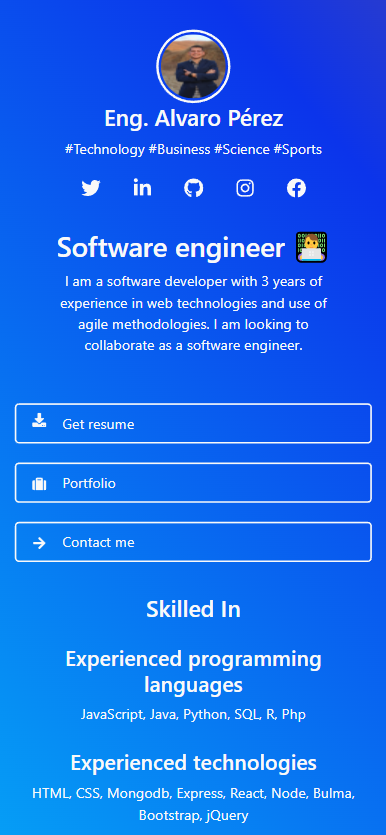 Eng. Alvaro Pérez
#Technology #Business #Science #Sports
Software engineer
I am a software developer with 3 years of
experience in web technologies and use of
agile methodologies. I am looking to
collaborate as a software engineer.
Get resume
Portfolio
Contact me
Skilled In
Experienced programming
languages
JavaScript, Java, Python, SQL, R, Php
Experienced technologies
HTML, CSS, Mongodb, Express, React, Node, Bulma,
Bootstrap, jQuery